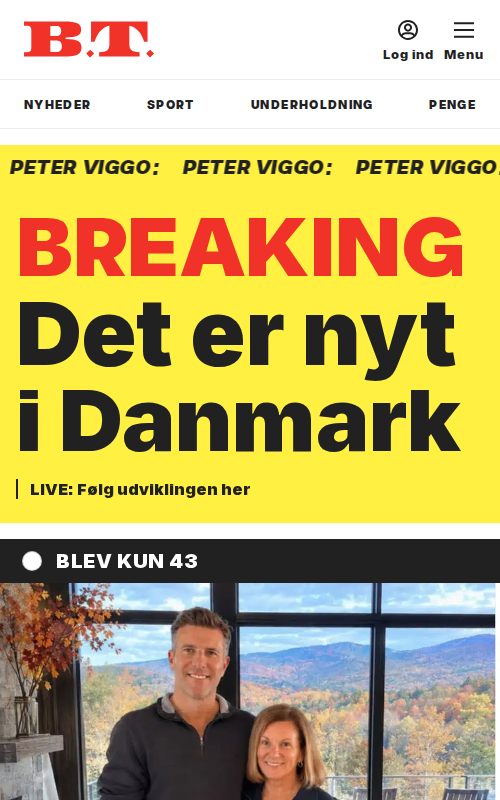 B.T.
Log ind
Menu
NYHEDER
SPORT
UNDERHOLDNING
PENGE
PETER VIGGO: PETER VIGGO: PETER VIGGO:
BREAKING
Det er nyt
i Danmark
LIVE: Følg udviklingen her
BLEV KUN 43